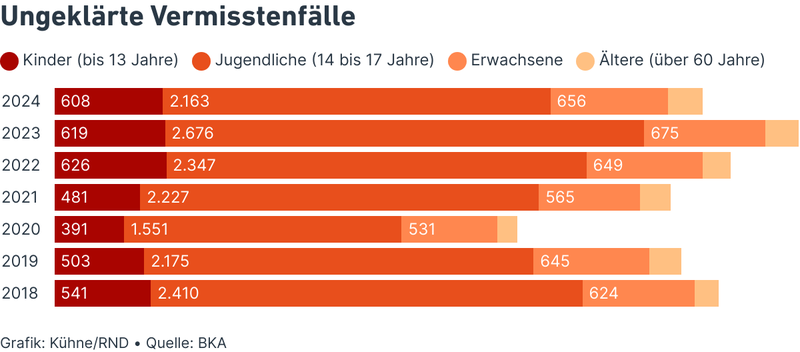 Ungeklärte Vermisstenfälle
Kinder (bis 13 Jahre) Jugendliche (14 bis 17 Jahre) Erwachsene Ältere (über 60 Jahre)
2024 608 2.163 656
2023 619 2.676 675
2022 626 2.347 649
2021 481 2.227 565
2020 391 1.551 531
2019 503 2.175 645
2018 541 2.410 624
Grafik: Kühne/RND • Quelle: BKA